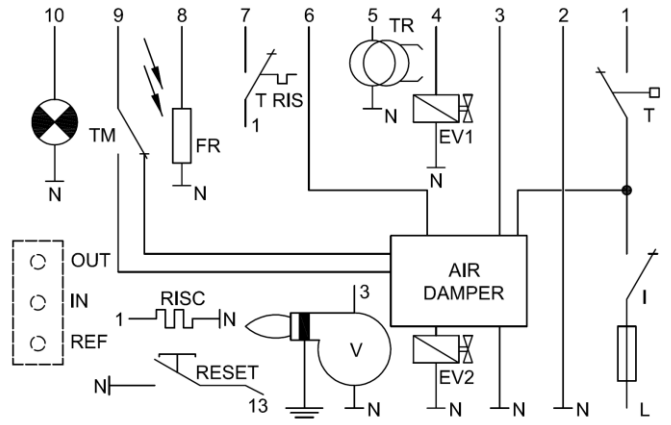 10 9 8 7 6 5 4 3 2 1
TR
T RIS
1
N
TM
FR
EV1
T
N
N
N
OUT
IN
REF
AIR
DAMPER
RISC
1
N
3
I
V
EV2
RESET
N
13
N
N
N
N
L